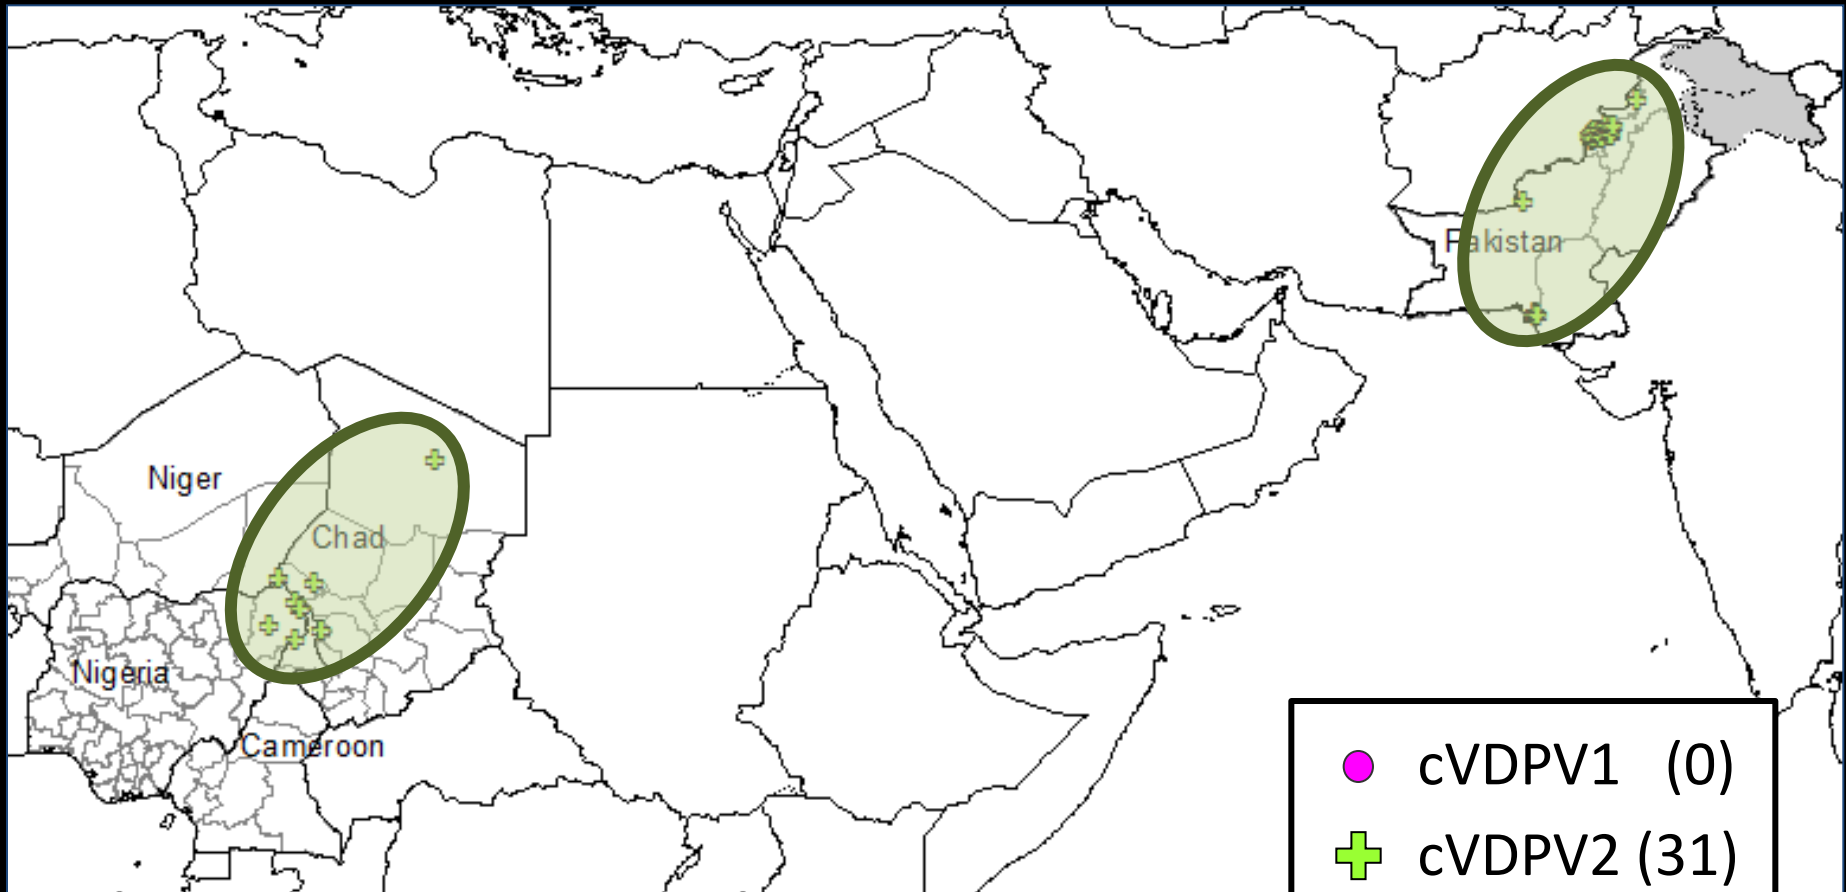 Pakistan
Niger
Chad
Nigeria
Cameroon
cVDPV1 (0)
cVDPV2 (31)